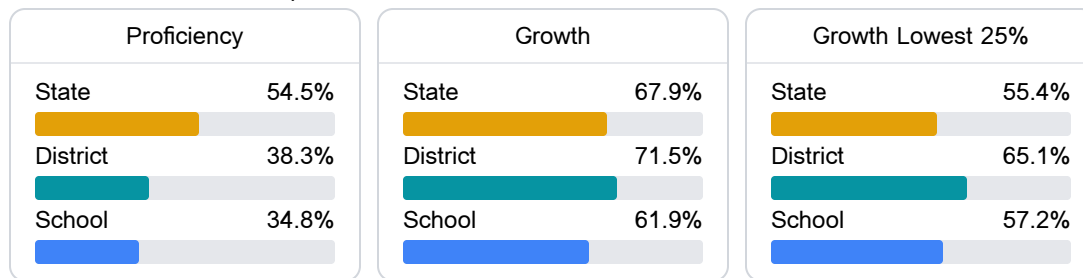 Proficiency
State 54.5%
District 38.3%
School 34.8%
Growth
State 67.9%
District 71.5%
School 61.9%
Growth Lowest 25%
State 55.4%
District 65.1%
School 57.2%